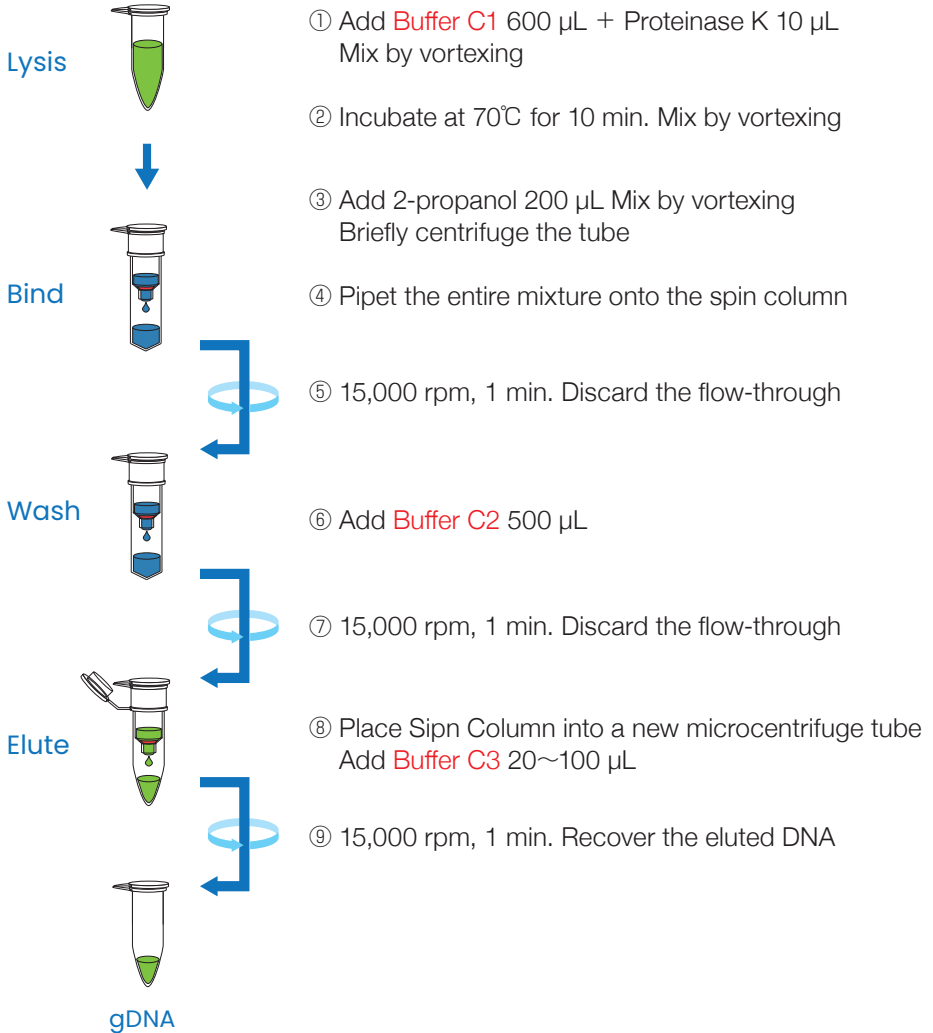 Lysis
① Add Buffer C1 600 µL + Proteinase K 10 µL
Mix by vortexing
② Incubate at 70℃ for 10 min. Mix by vortexing
③ Add 2-propanol 200 µL Mix by vortexing
Briefly centrifuge the tube
Bind
④ Pipet the entire mixture onto the spin column
⑤ 15,000 rpm, 1 min. Discard the flow-through
Wash
⑥ Add Buffer C2 500 µL
⑦ 15,000 rpm, 1 min. Discard the flow-through
Elute
⑧ Place Sipn Column into a new microcentrifuge tube
Add Buffer C3 20～100 µL
⑨ 15,000 rpm, 1 min. Recover the eluted DNA
gDNA